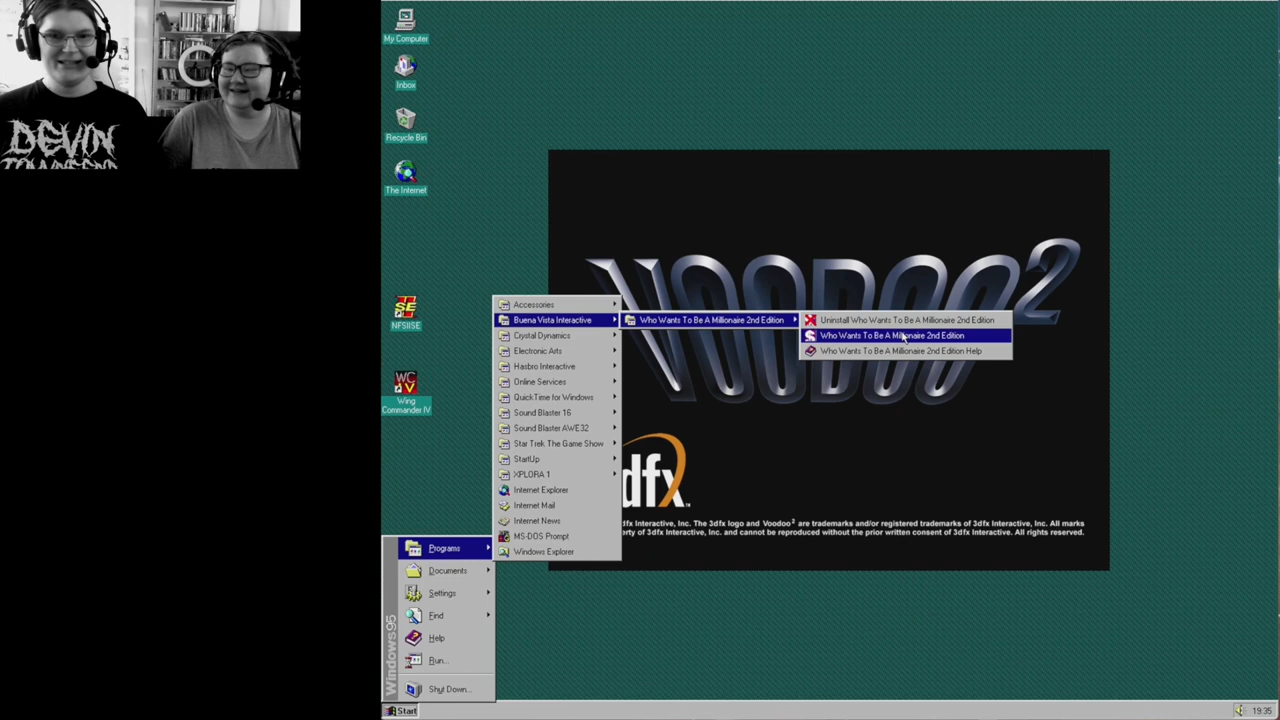 DEVIN
TOWNSEND
My Computer
Inbox
Recycle Bin
The Internet
NFSIISE
Wing
Commander IV
VOODOO2
3dfx
dfx Interactive, Inc. The 3dfx logo and Voodoo2 are trademarks and/or registered trademarks of 3dfx Interactive, Inc. All marks
erty of 3dfx Interactive, Inc. and cannot be reproduced without the prior written consent of 3dfx Interactive, Inc. All rights reserved.
Accessories
Buena Vista Interactive
Crystal Dynamics
Electronic Arts
Hasbro Interactive
Online Services
QuickTime for Windows
Sound Blaster 16
Sound Blaster AWE32
Star Trek The Game Show
StartUp
XPLORA 1
Internet Explorer
Internet Mail
Internet News
MS-DOS Prompt
Windows Explorer
Who Wants To Be A Millionaire 2nd Edition
Uninstall Who Wants To Be A Millionaire 2nd Edition
Who Wants To Be A Millionaire 2nd Edition
Who Wants To Be A Millionaire 2nd Edition Help
Programs
Documents
Settings
Find
Help
Run...
Shut Down...
Windows95
Start
19:35